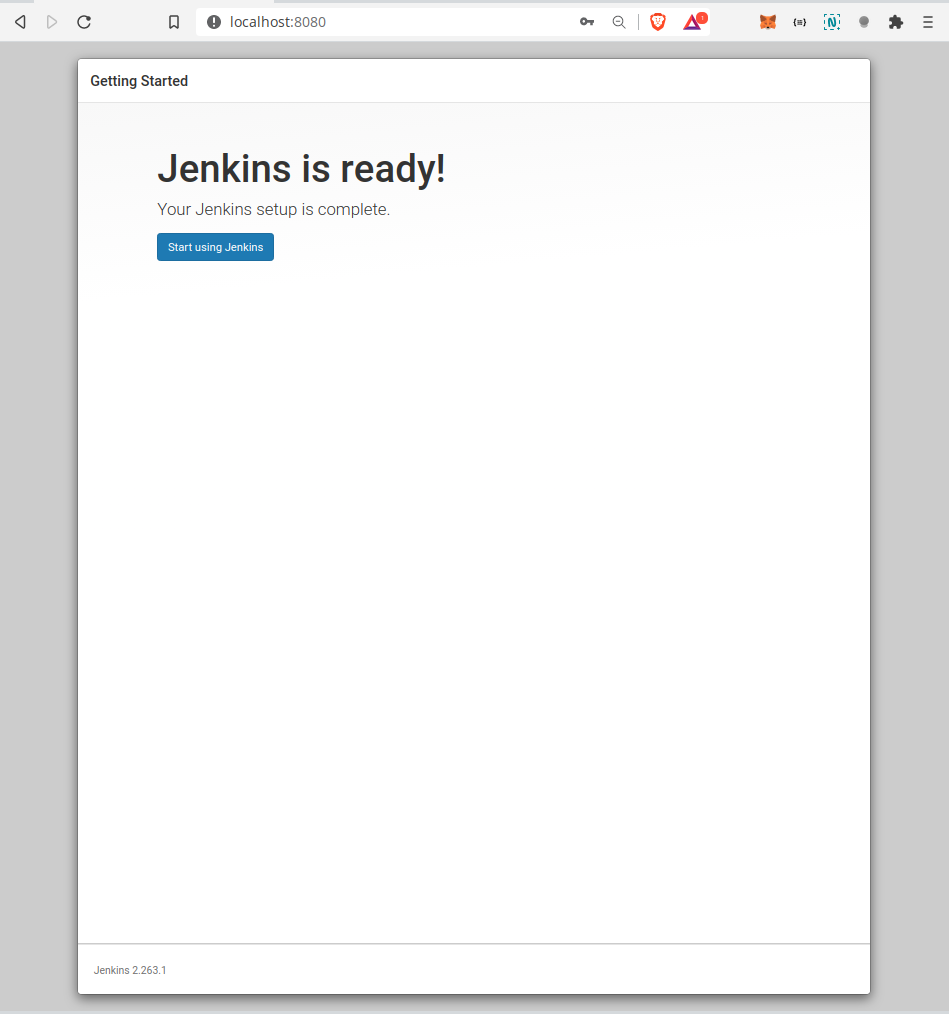 localhost:8080
Getting Started
Jenkins is ready!
Your Jenkins setup is complete.
Start using Jenkins
Jenkins 2.263.1